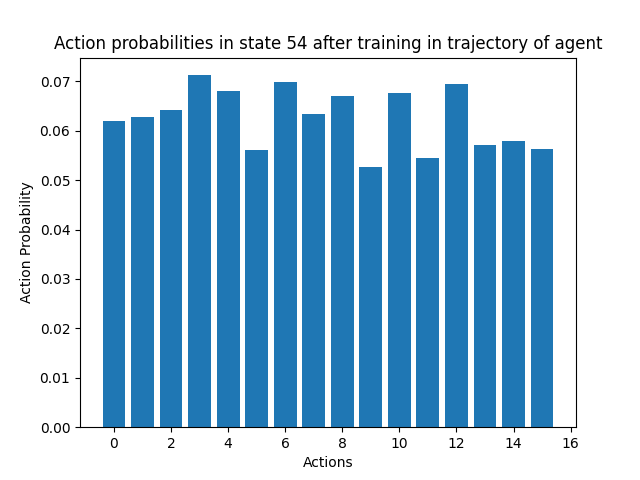 Action probabilities in state 54 after training in trajectory of agent
0.07
0.06
0.05
0.04
0.03
0.02
0.01
0.00
Action Probability
0 2 4 6 8 10 12 14 16
Actions